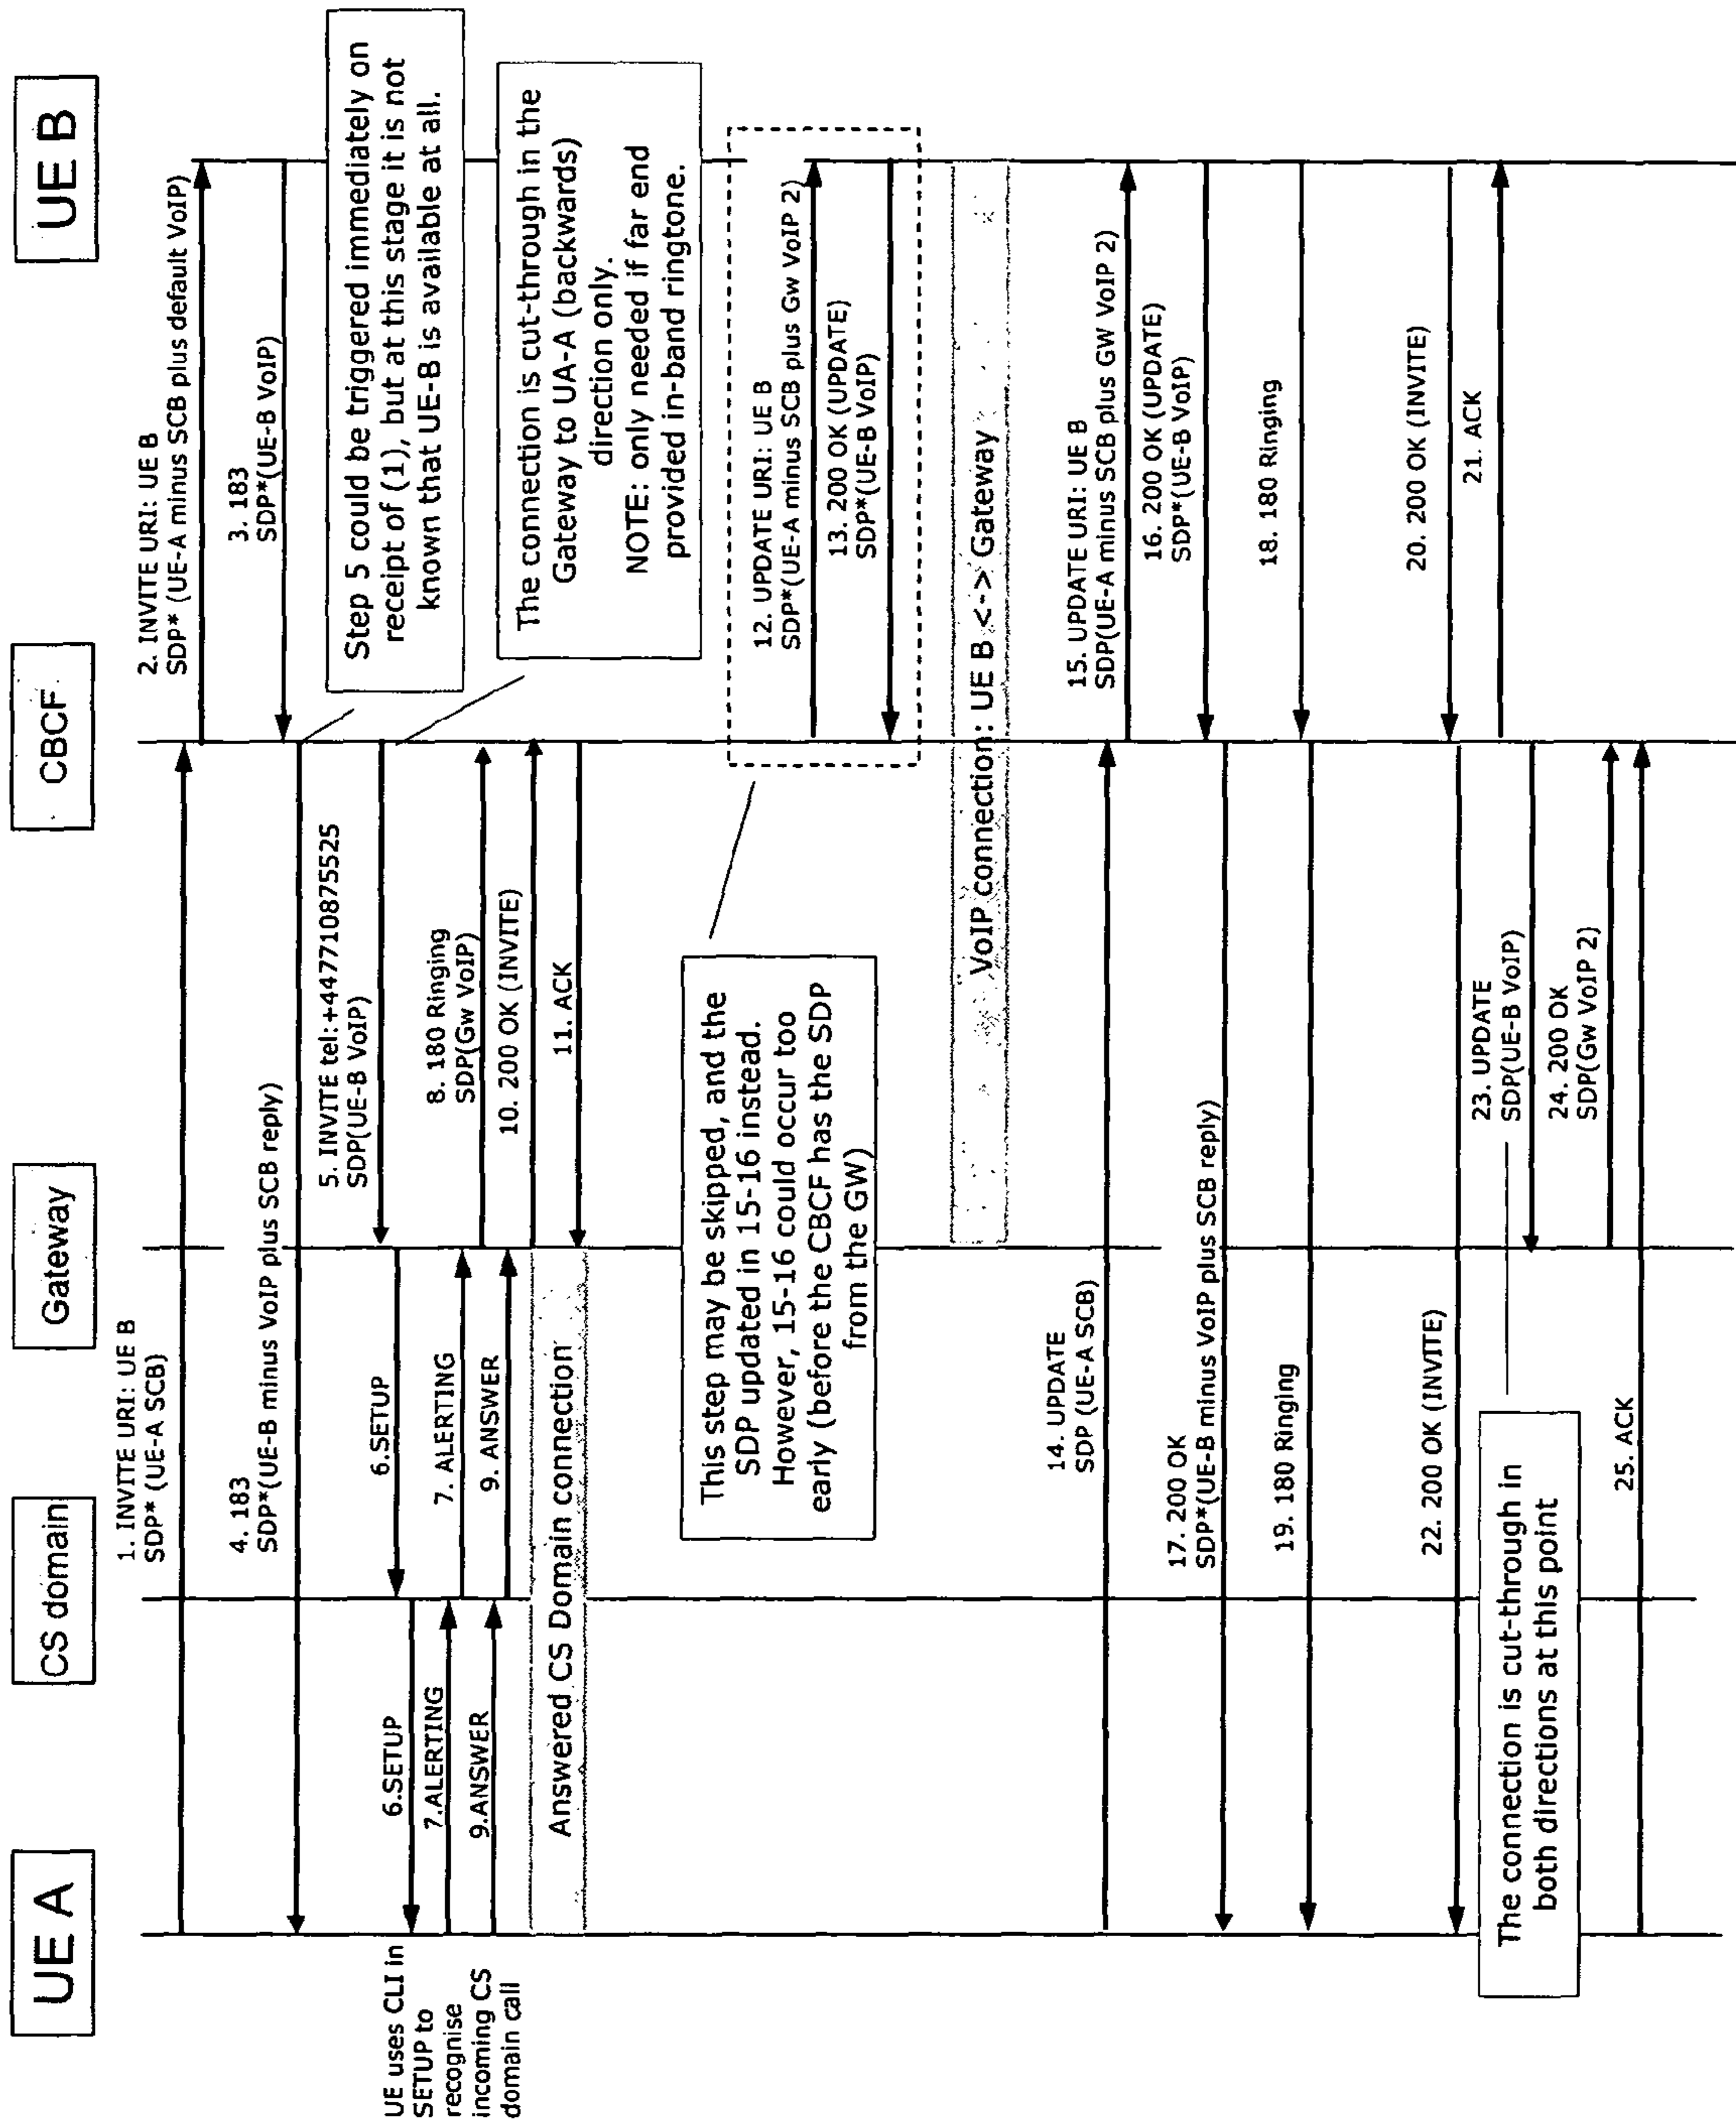 UE A
CS domain
Gateway
CBCF
UE B
1. INVITE URI: UE B
SDP* (UE-A SCB)
2. INVITE URI: UE B
SDP* (UE-A minus SCB plus default VoIP)
3. 183
SDP*(UE-B VoIP)
4. 183
SDP*(UE-B minus VoIP plus SCB reply)
Step 5 could be triggered immediately on
receipt of (1), but at this stage it is not
known that UE-B is available at all.
5. INVITE tel:+447710875525
SDP(UE-B VoIP)
The connection is cut-through in the
Gateway to UA-A (backwards)
direction only.
NOTE: only needed if far end
provided in-band ringtone.
UE uses CLI in
SETUP to
recognise
incoming CS
domain call
6.SETUP
6.SETUP
7.ALERTING
7. ALERTING
8. 180 Ringing
SDP(Gw VoIP)
9.ANSWER
9. ANSWER
10. 200 OK (INVITE)
11. ACK
Answered CS Domain connection
This step may be skipped, and the
SDP updated in 15-16 instead.
However, 15-16 could occur too
early (before the CBCF has the SDP
from the GW)
12. UPDATE URI: UE B
SDP*(UE-A minus SCB plus Gw VoIP 2)
13. 200 OK (UPDATE)
SDP*(UE-B VoIP)
VoIP connection: UE B <-> Gateway
14. UPDATE
SDP (UE-A SCB)
15. UPDATE URI: UE B
SDP(UE-A minus SCB plus GW VoIP 2)
16. 200 OK (UPDATE)
SDP*(UE-B VoIP)
17. 200 OK
SDP*(UE-B minus VoIP plus SCB reply)
18. 180 Ringing
19. 180 Ringing
20. 200 OK (INVITE)
21. ACK
22. 200 OK (INVITE)
23. UPDATE
SDP(UE-B VoIP)
24. 200 OK
SDP(Gw VoIP 2)
The connection is cut-through in
both directions at this point
25. ACK